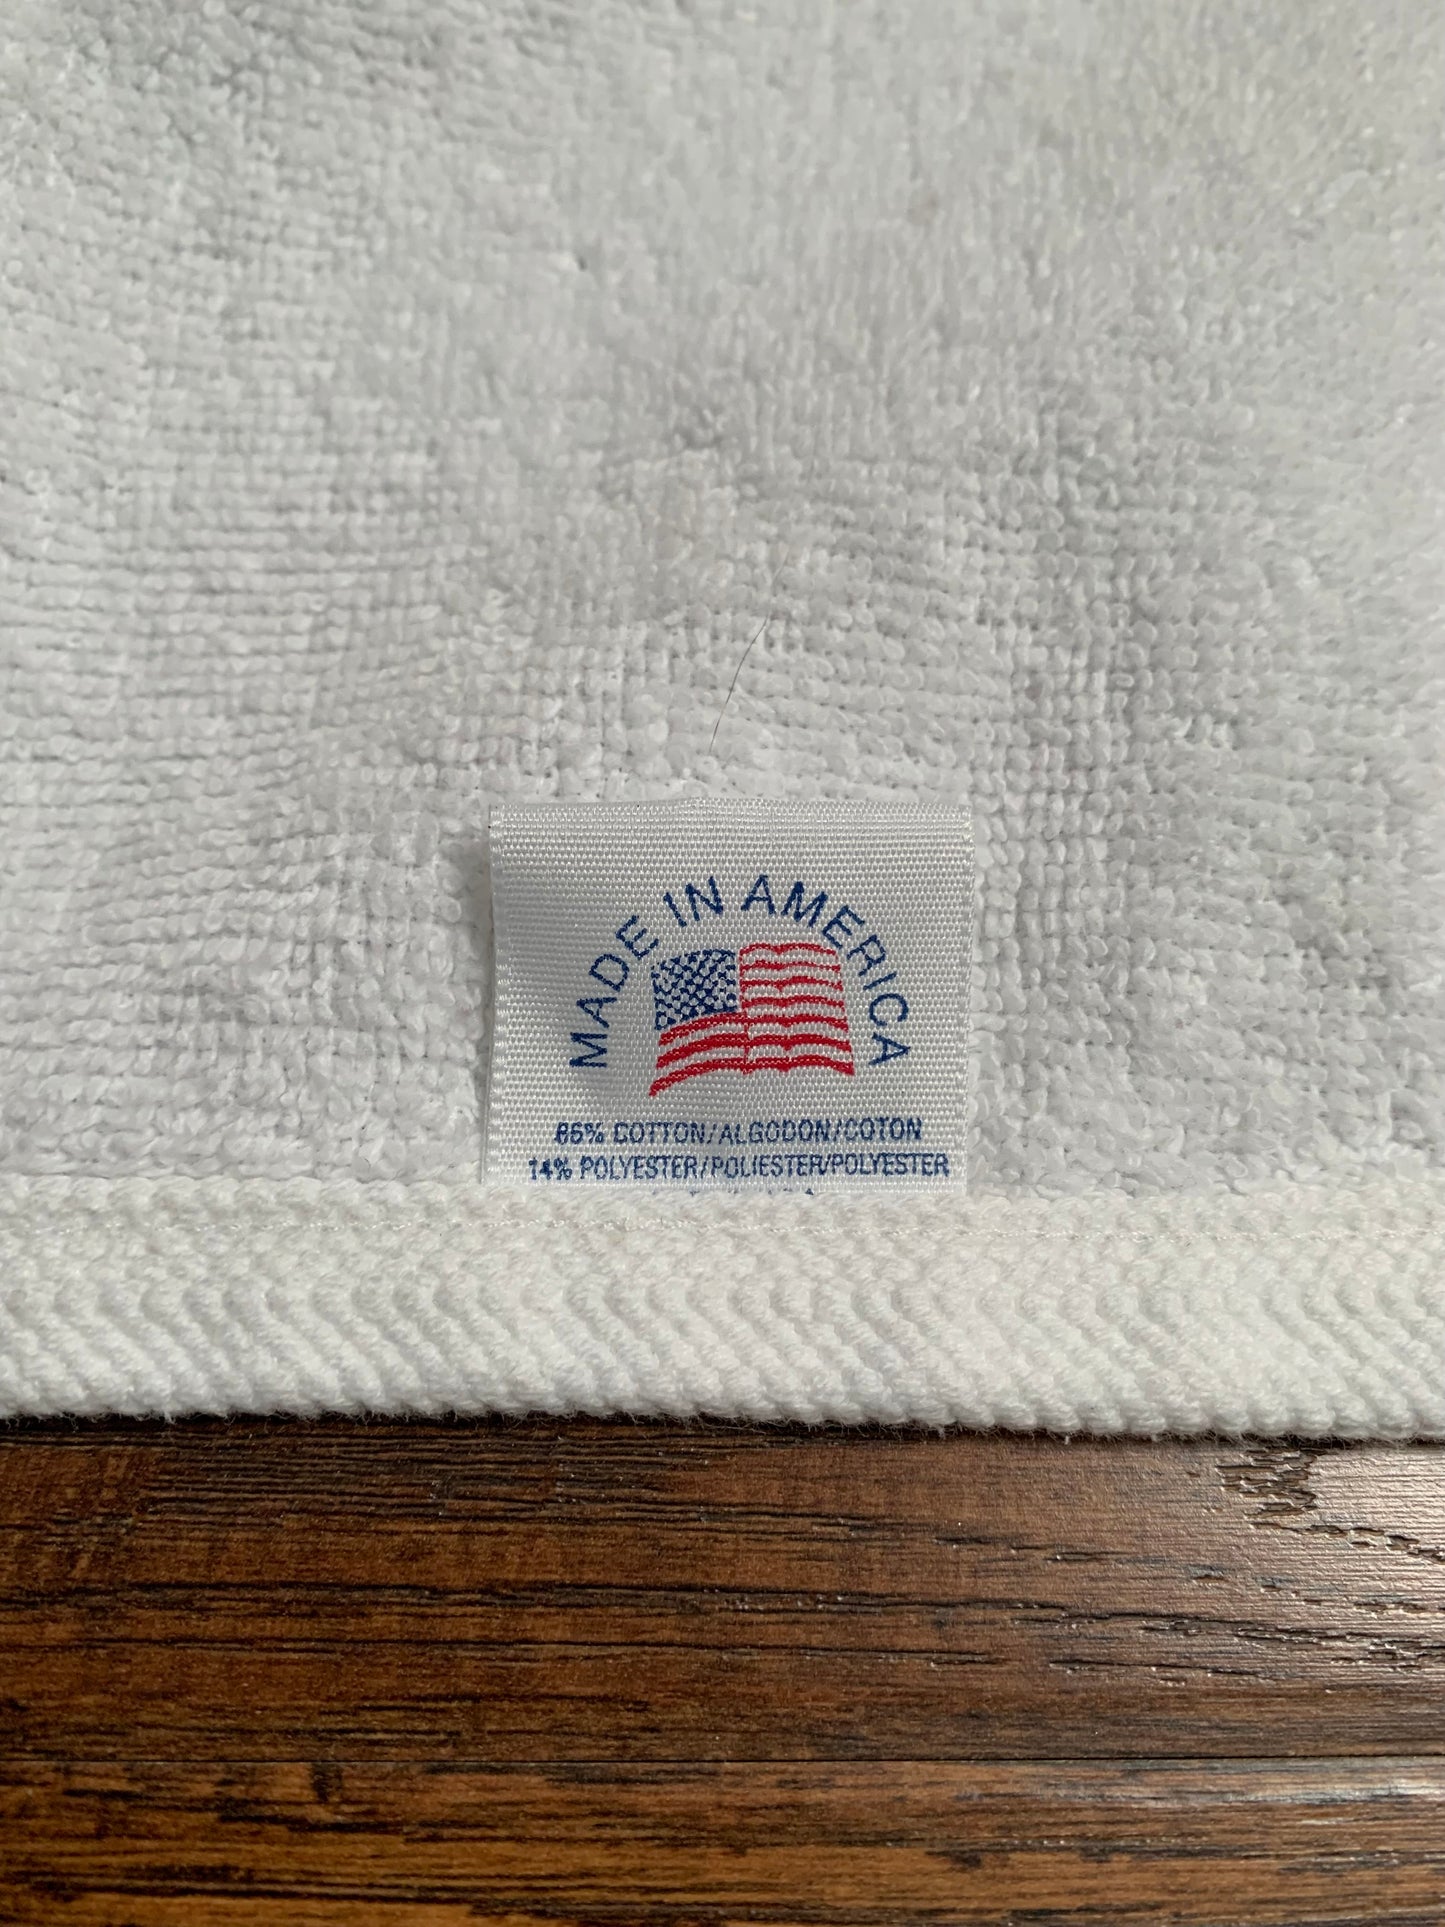 MADE IN AMERICA
86% COTTON/ALGODON/COTON
14% POLYESTER/POLIESTER/POLYESTER